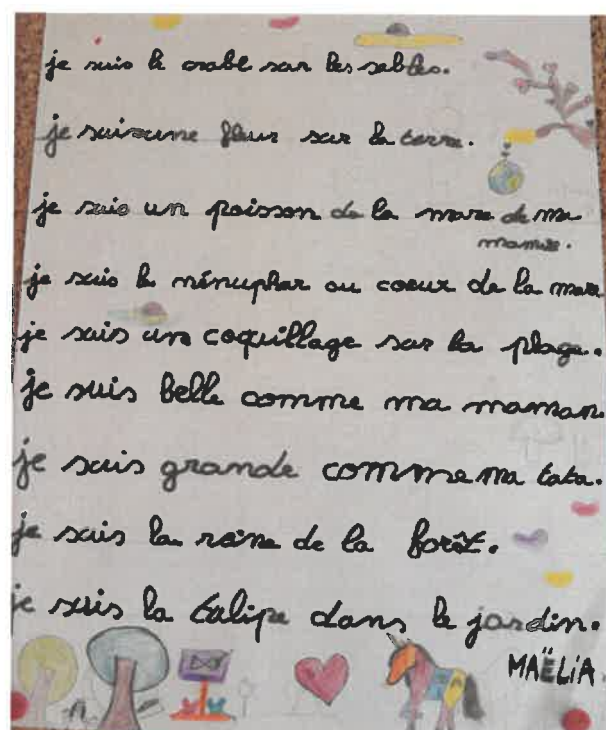 je suis le crabe sur les sables.
je suis une fleur sur la terre.
je suis un poisson de la mare de ma
mamie.
je suis le nénuphar au coeur de la mare
je suis un coquillage sur la plage.
je suis belle comme ma maman.
je suis grande comme ma tata.
je suis la reine de la forêt.
je suis la tulipe dans le jardin.
MAËLiA.